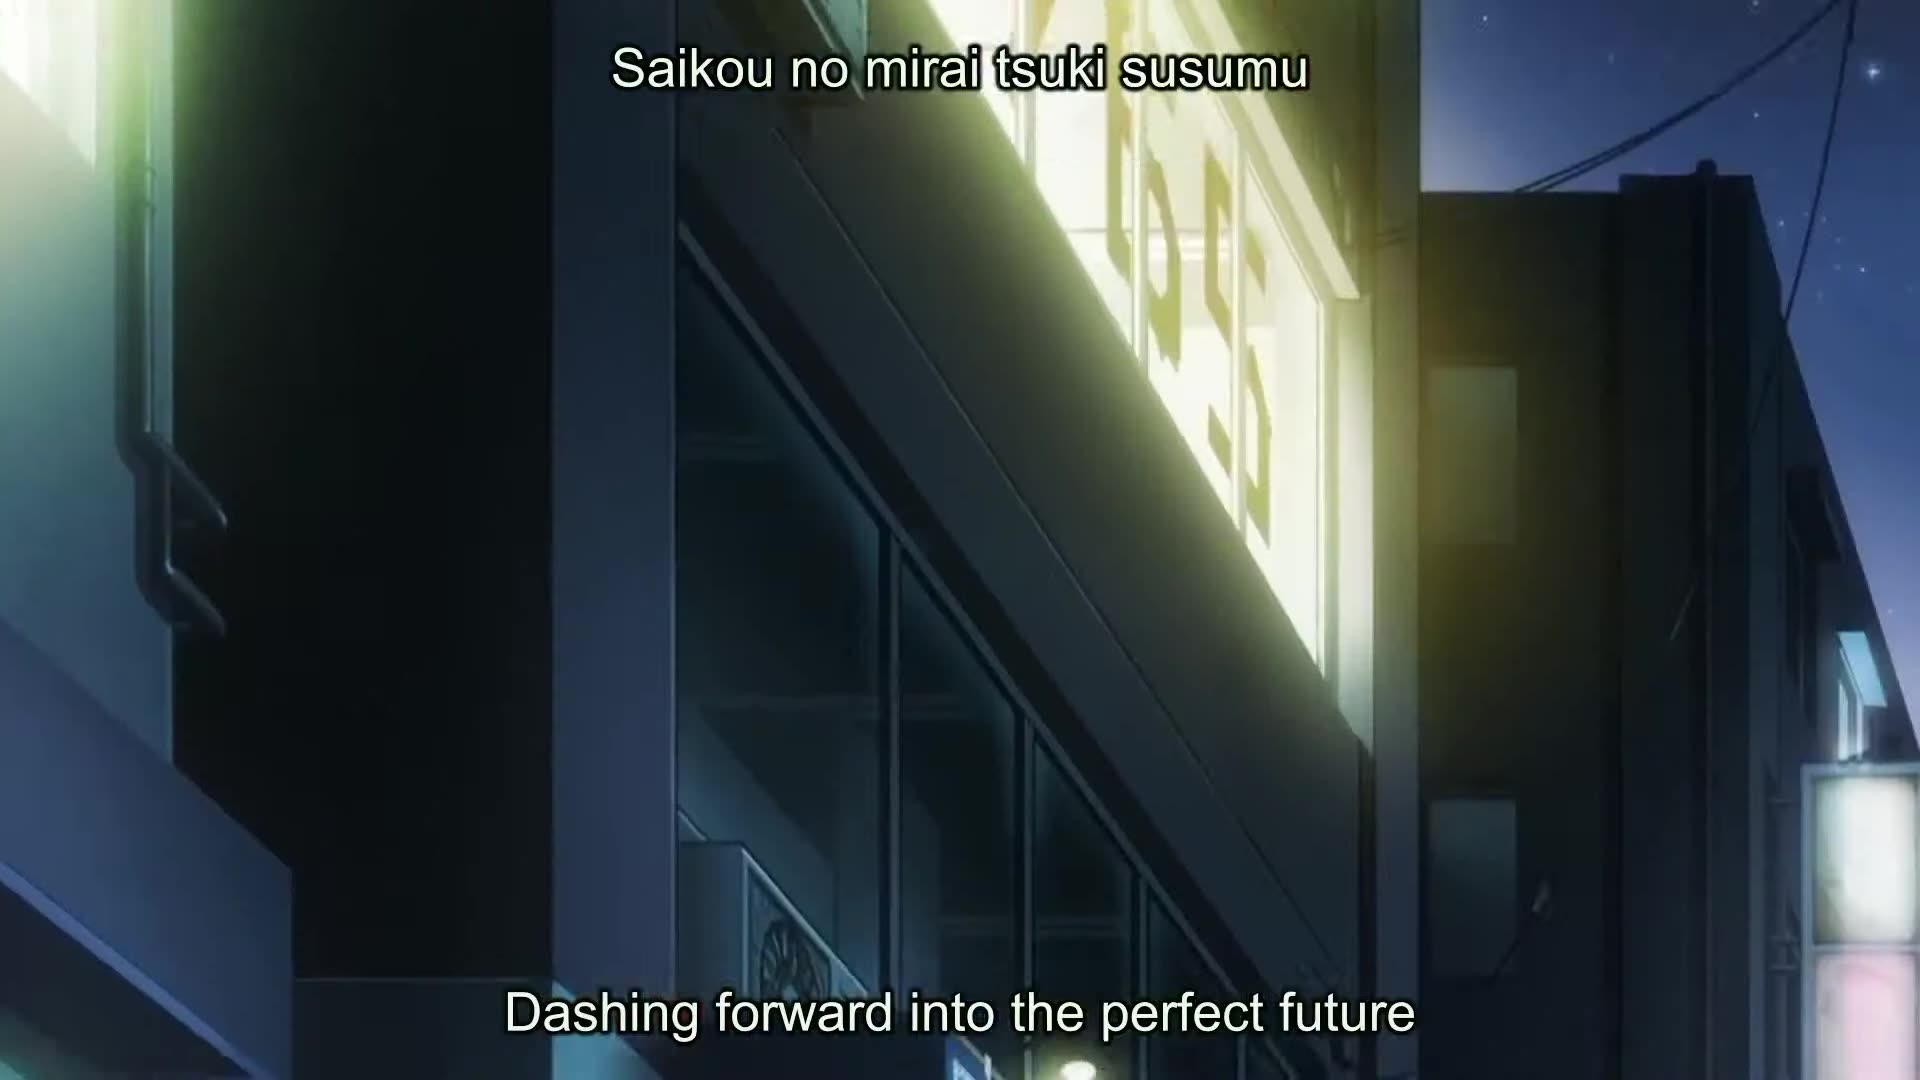 Saikou no mirai tsuki susumu
Dashing forward into the perfect future